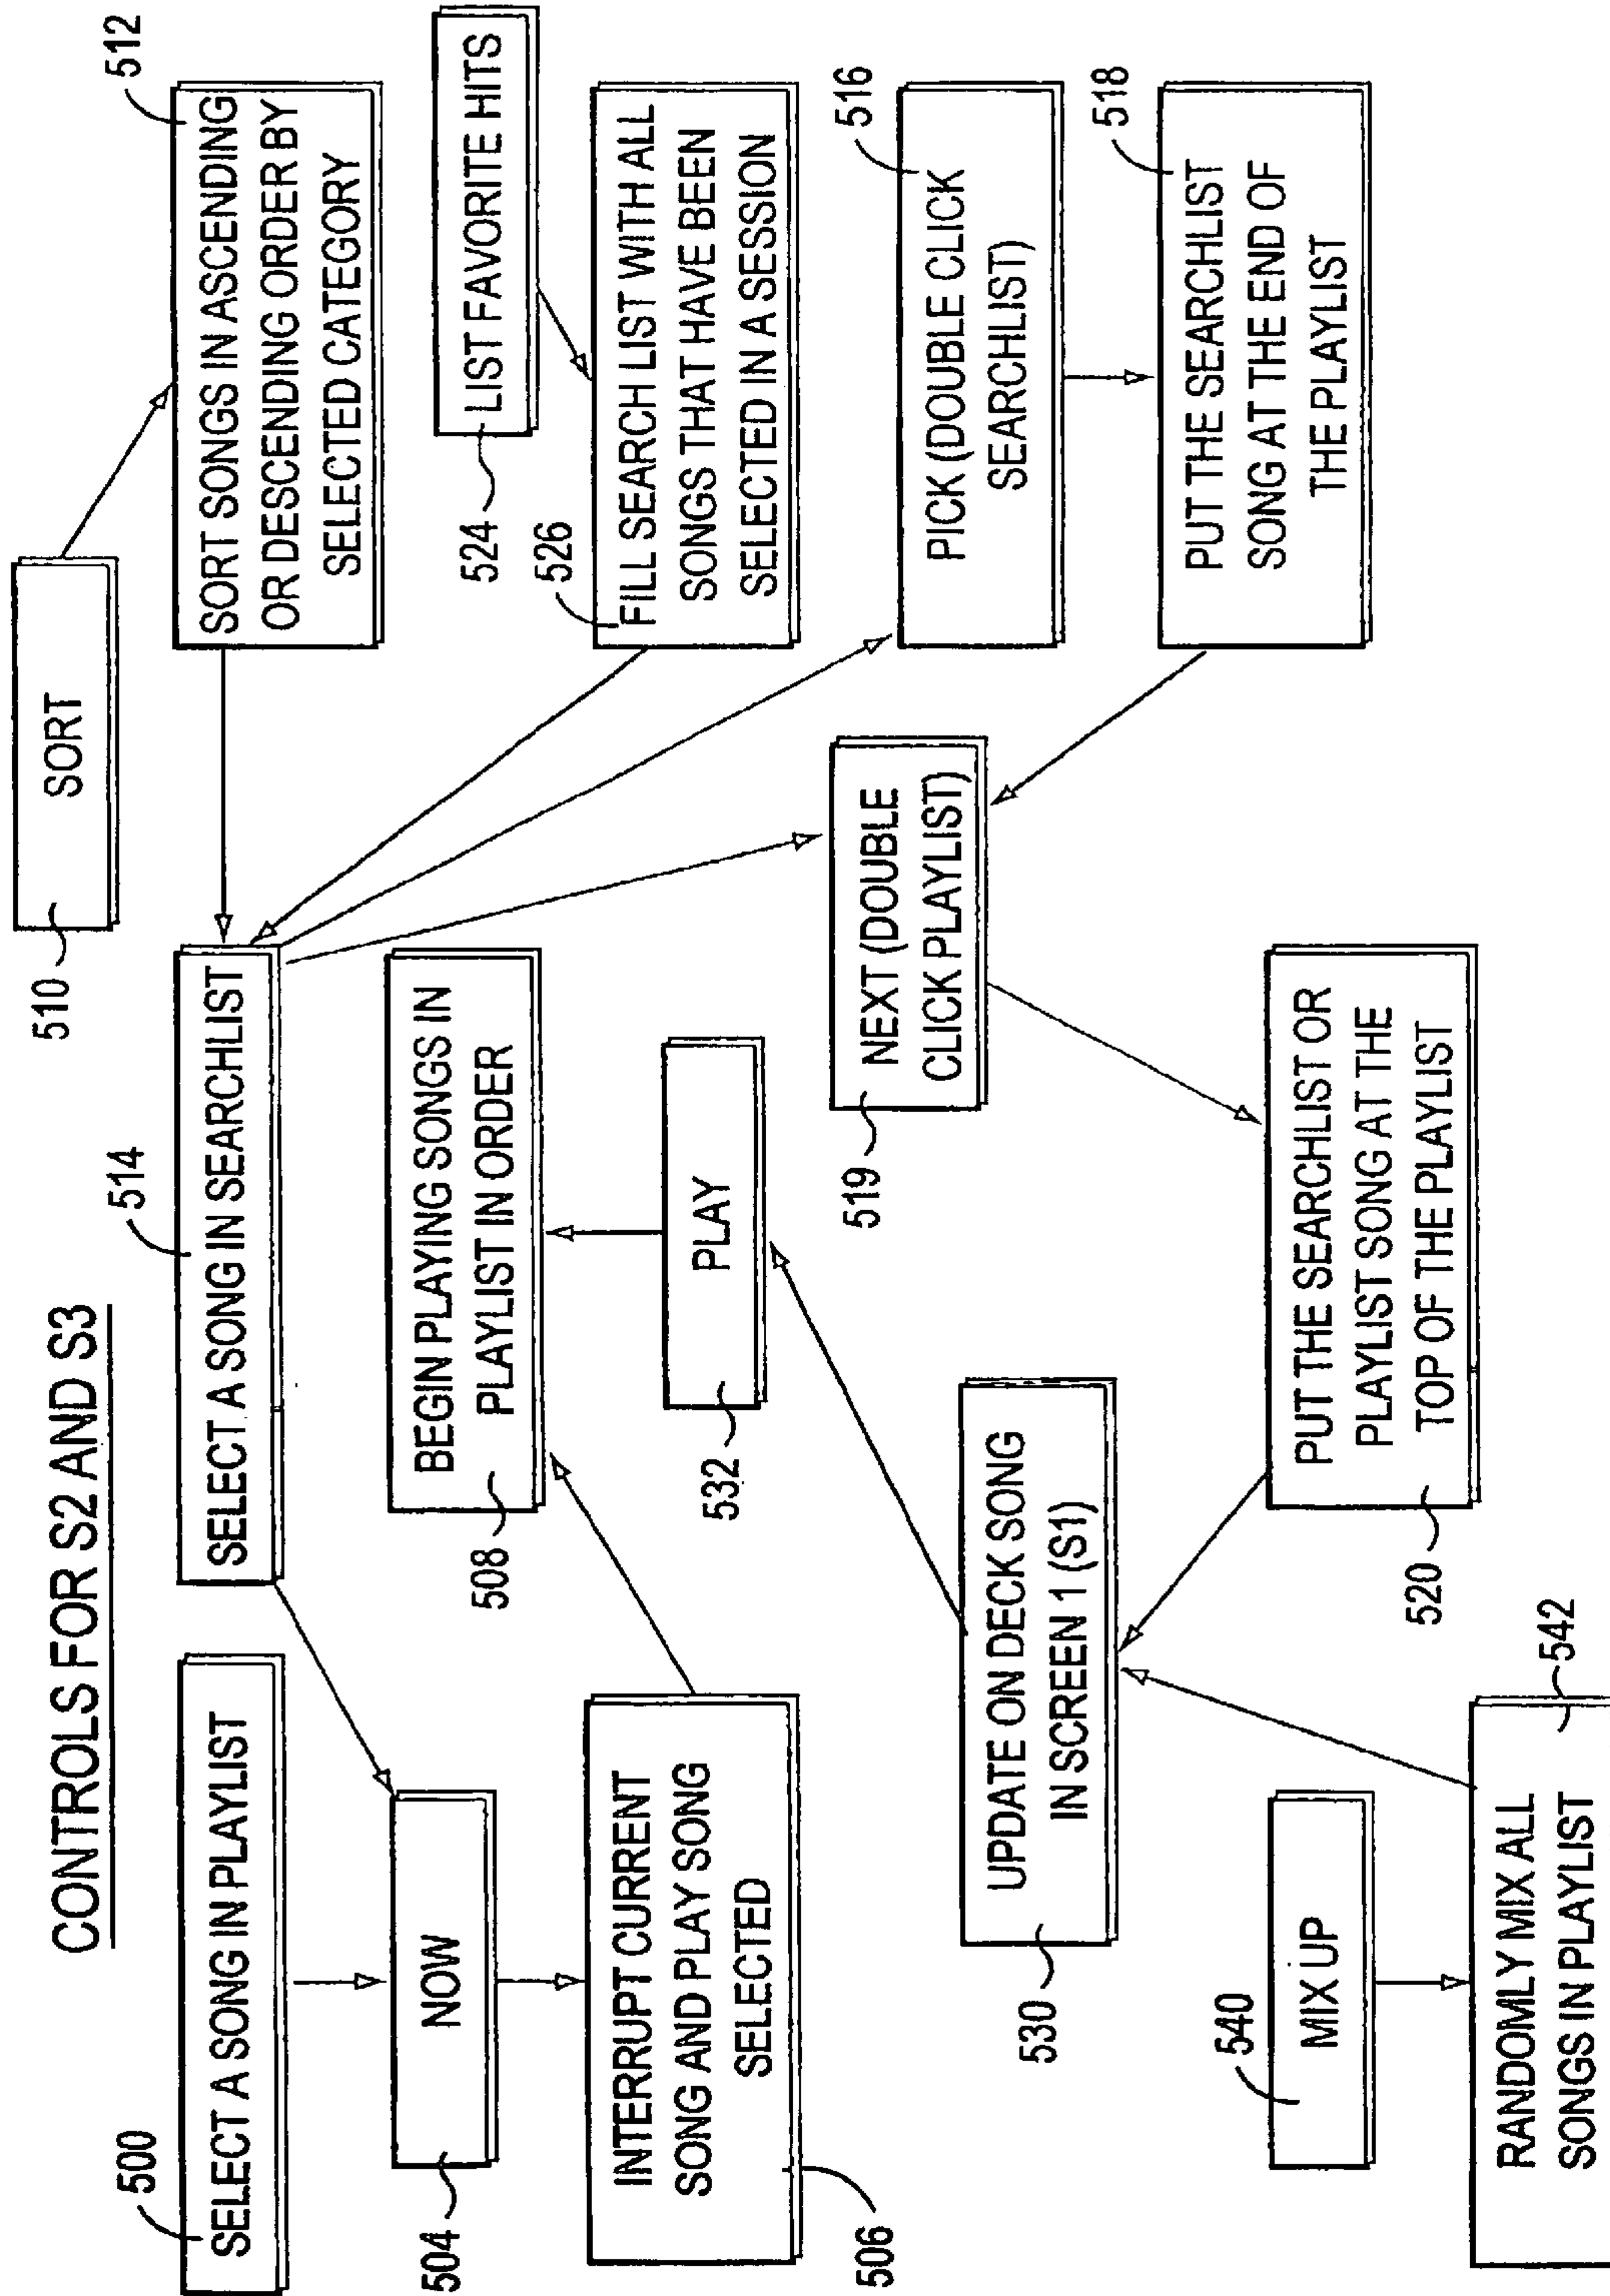 CONTROLS FOR S2 AND S3
500
SELECT A SONG IN PLAYLIST
504
NOW
506
INTERRUPT CURRENT
SONG AND PLAY SONG
SELECTED
514
SELECT A SONG IN SEARCHLIST
508
BEGIN PLAYING SONGS IN
PLAYLIST IN ORDER
532
PLAY
530
UPDATE ON DECK SONG
IN SCREEN 1 (S1)
540
MIX UP
542
RANDOMLY MIX ALL
SONGS IN PLAYLIST
510
SORT
512
SORT SONGS IN ASCENDING
OR DESCENDING ORDER BY
SELECTED CATEGORY
524
LIST FAVORITE HITS
526
FILL SEARCH LIST WITH ALL
SONGS THAT HAVE BEEN
SELECTED IN A SESSION
516
PICK (DOUBLE CLICK
SEARCHLIST)
518
PUT THE SEARCHLIST
SONG AT THE END OF
THE PLAYLIST
519
NEXT (DOUBLE
CLICK PLAYLIST)
520
PUT THE SEARCHLIST OR
PLAYLIST SONG AT THE
TOP OF THE PLAYLIST